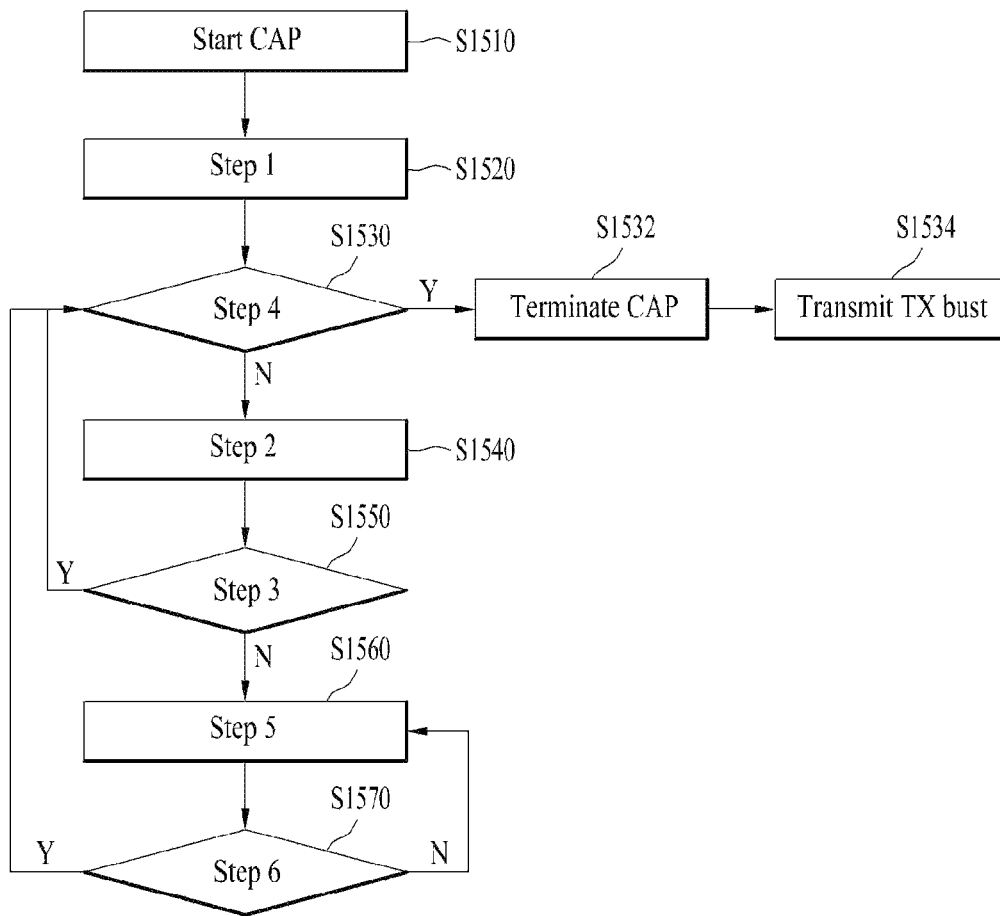 Start CAP
S1510
Step 1
S1520
S1530
Step 4
Y
N
S1532
Terminate CAP
S1534
Transmit TX bust
Step 2
S1540
S1550
Step 3
Y
N
S1560
Step 5
S1570
Step 6
Y
N